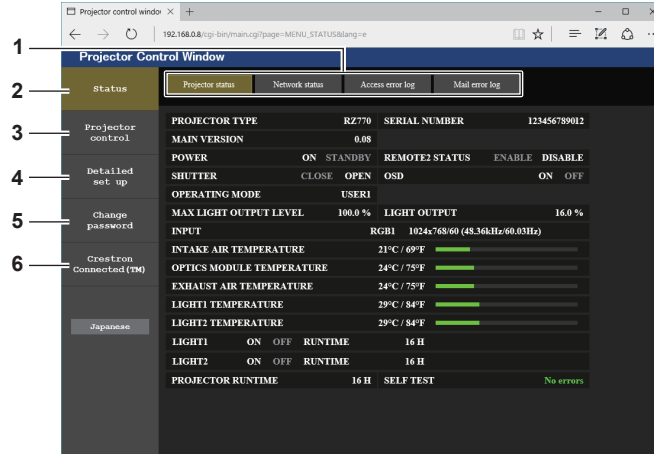 Projector control window
192.168.0.8/cgi-bin/main.cgi?page=MENU_STATUS&lang=e
Projector Control Window
1
2
3
4
5
6
Status
Projector control
Detailed set up
Change password
Crestron Connected(TM)
Japanese
Projector status Network status Access error log Mail error log
PROJECTOR TYPE RZ770 SERIAL NUMBER 123456789012
MAIN VERSION 0.08
POWER ON STANDBY REMOTE2 STATUS ENABLE DISABLE
SHUTTER CLOSE OPEN OSD ON OFF
OPERATING MODE USER1
MAX LIGHT OUTPUT LEVEL 100.0 % LIGHT OUTPUT 16.0 %
INPUT RGB1 1024x768/60 (48.36kHz/60.03Hz)
INTAKE AIR TEMPERATURE 21°C / 69°F
OPTICS MODULE TEMPERATURE 24°C / 75°F
EXHAUST AIR TEMPERATURE 24°C / 75°F
LIGHT1 TEMPERATURE 29°C / 84°F
LIGHT2 TEMPERATURE 29°C / 84°F
LIGHT1 ON OFF RUNTIME 16 H
LIGHT2 ON OFF RUNTIME 16 H
PROJECTOR RUNTIME 16 H SELF TEST No errors